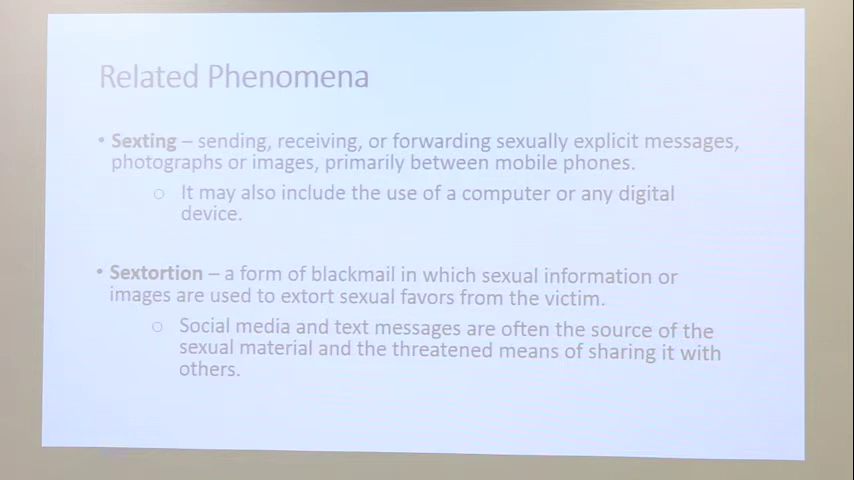 Related Phenomena
• Sexting – sending, receiving, or forwarding sexually explicit messages,
photographs or images, primarily between mobile phones.
○ It may also include the use of a computer or any digital
device.
• Sextortion – a form of blackmail in which sexual information or
images are used to extort sexual favors from the victim.
○ Social media and text messages are often the source of the
sexual material and the threatened means of sharing it with
others.